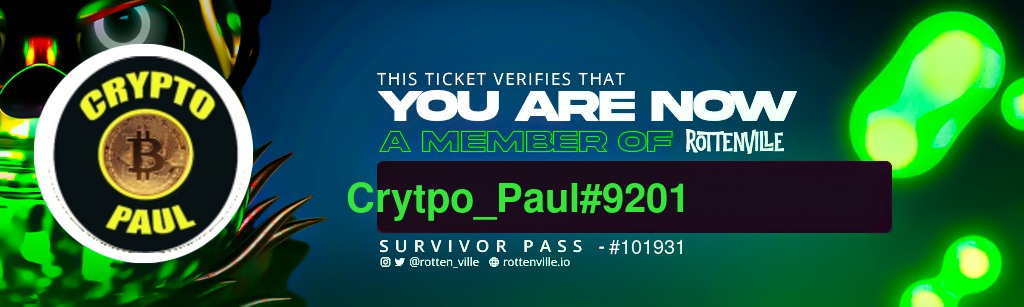 CRYPTO
PAUL
THIS TICKET VERIFIES THAT
YOU ARE NOW
A MEMBER OF ROTTENVILLE
Crytpo_Paul#9201
SURVIVOR PASS - #101931
@rotten_ville rottenville.io